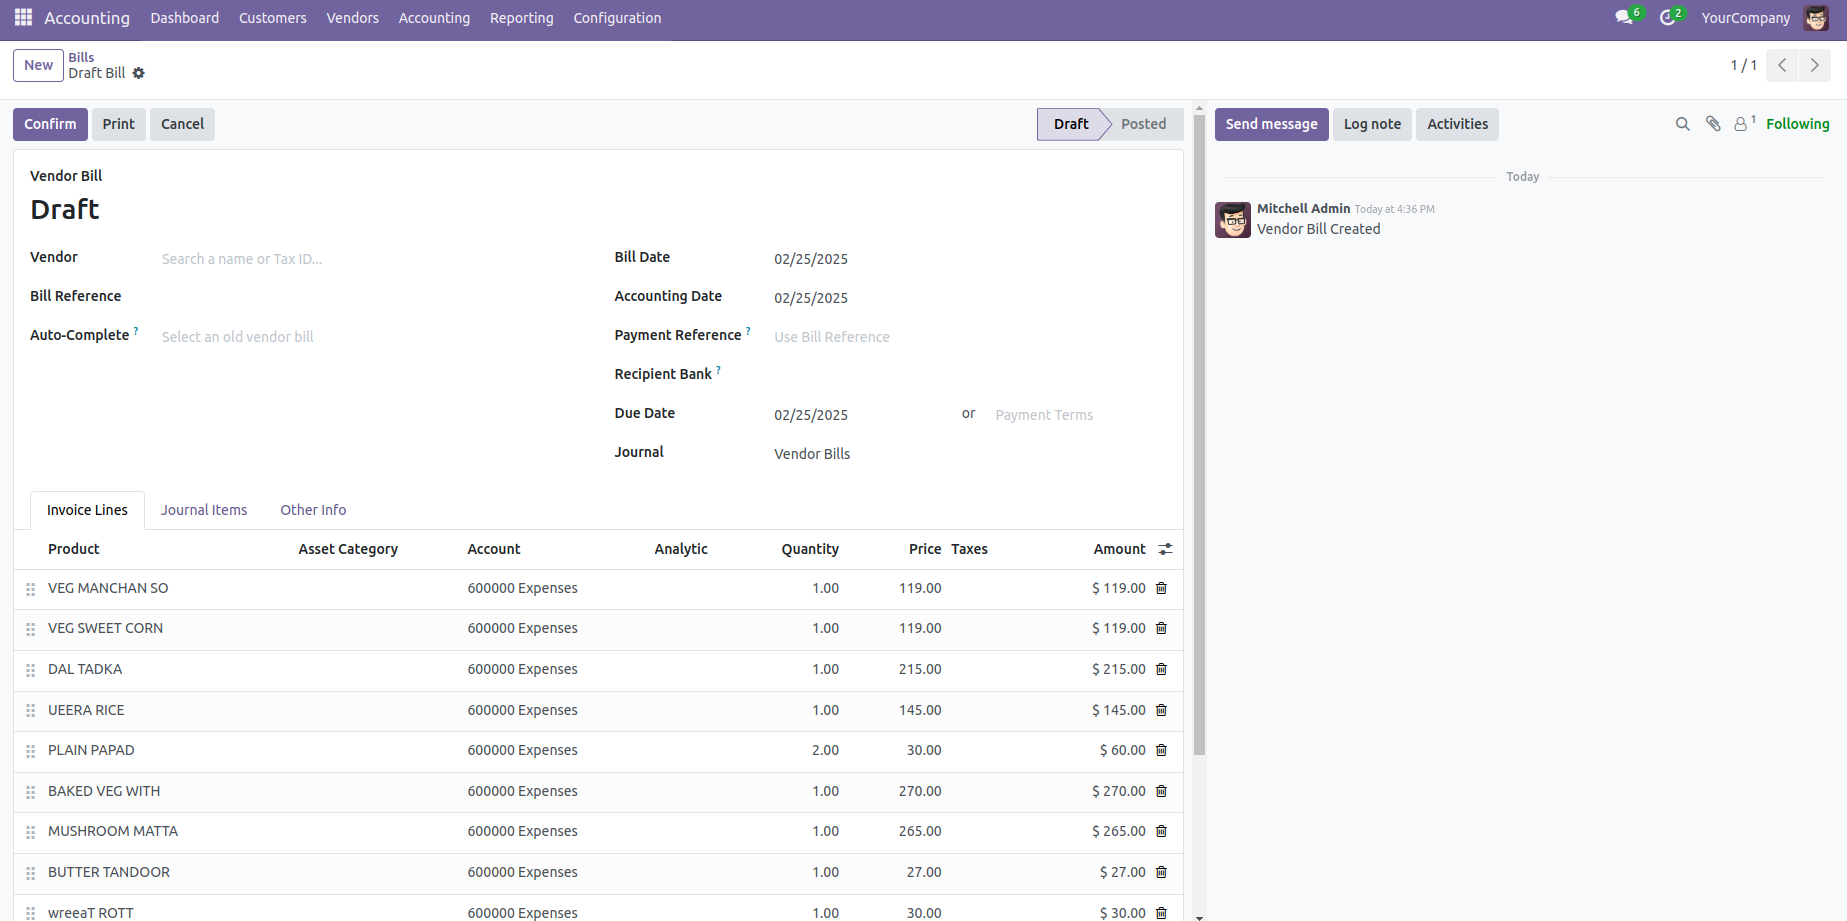 Accounting Dashboard Customers Vendors Accounting Reporting Configuration 6 2 YourCompany
New Bills
Draft Bill
1 / 1
Confirm Print Cancel Draft Posted
Send message Log note Activities 1 Following
Vendor Bill
Draft
Vendor Search a name or Tax ID... Bill Date 02/25/2025
Bill Reference Accounting Date 02/25/2025
Auto-Complete ? Select an old vendor bill Payment Reference ? Use Bill Reference
Recipient Bank ?
Due Date 02/25/2025 or Payment Terms
Journal Vendor Bills
Today
Mitchell Admin Today at 4:36 PM
Vendor Bill Created
Invoice Lines Journal Items Other Info
Product Asset Category Account Analytic Quantity Price Taxes Amount
VEG MANCHAN SO 600000 Expenses 1.00 119.00 $ 119.00
VEG SWEET CORN 600000 Expenses 1.00 119.00 $ 119.00
DAL TADKA 600000 Expenses 1.00 215.00 $ 215.00
UEERA RICE 600000 Expenses 1.00 145.00 $ 145.00
PLAIN PAPAD 600000 Expenses 2.00 30.00 $ 60.00
BAKED VEG WITH 600000 Expenses 1.00 270.00 $ 270.00
MUSHROOM MATTA 600000 Expenses 1.00 265.00 $ 265.00
BUTTER TANDOOR 600000 Expenses 1.00 27.00 $ 27.00
wreeaT ROTT 600000 Expenses 1.00 30.00 $ 30.00